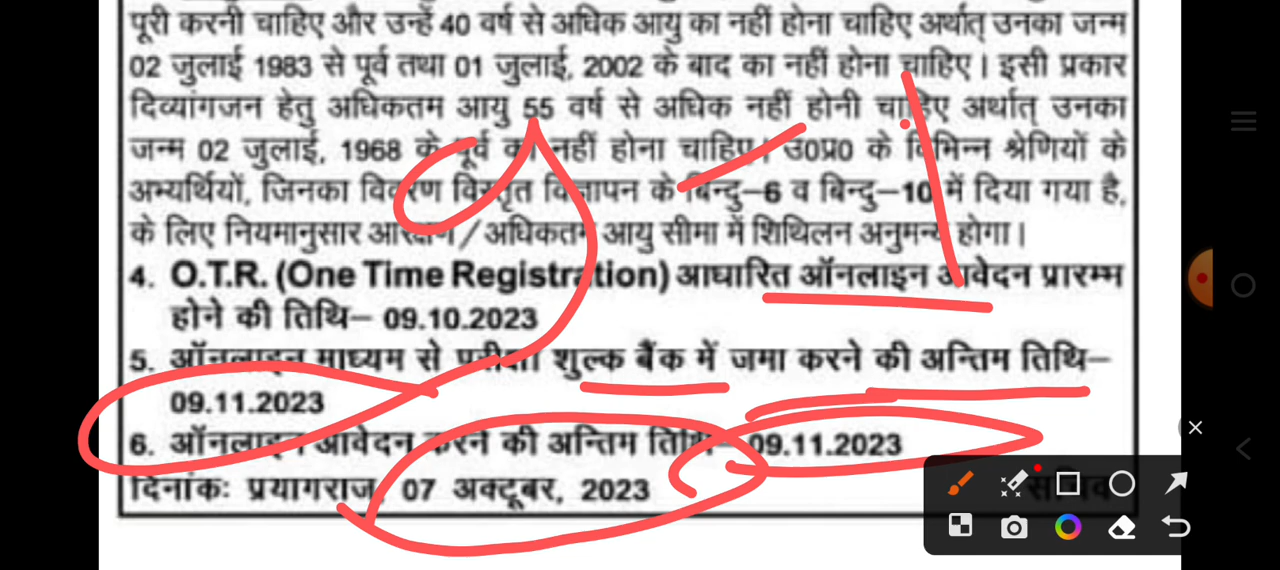 पूरी करनी चाहिए और उन्हें 40 वर्ष से अधिक आयु का नहीं होना चाहिए अर्थात् उनका जन्म
02 जुलाई 1983 से पूर्व तथा 01 जुलाई, 2002 के बाद का नहीं होना चाहिए। इसी प्रकार
दिव्यांगजन हेतु अधिकतम आयु 55 वर्ष से अधिक नहीं होनी चाहिए अर्थात् उनका
जन्म 02 जुलाई, 1968 के पूर्व का नहीं होना चाहिए। उ0प्र0 के विभिन्न श्रेणियों के
अभ्यर्थियों, जिनका विवरण विस्तृत विज्ञापन के बिन्दु–6 व बिन्दु–10 में दिया गया है,
के लिए नियमानुसार आरक्षण/अधिकतम आयु सीमा में शिथिलन अनुमन्य होगा।
4. O.T.R. (One Time Registration) आधारित ऑनलाइन आवेदन प्रारम्भ
होने की तिथि– 09.10.2023
5. ऑनलाइन माध्यम से परीक्षा शुल्क बैंक में जमा करने की अन्तिम तिथि–
09.11.2023
6. ऑनलाइन आवेदन करने की अन्तिम तिथि– 09.11.2023
दिनांकः प्रयागराज, 07 अक्टूबर, 2023 सचिव